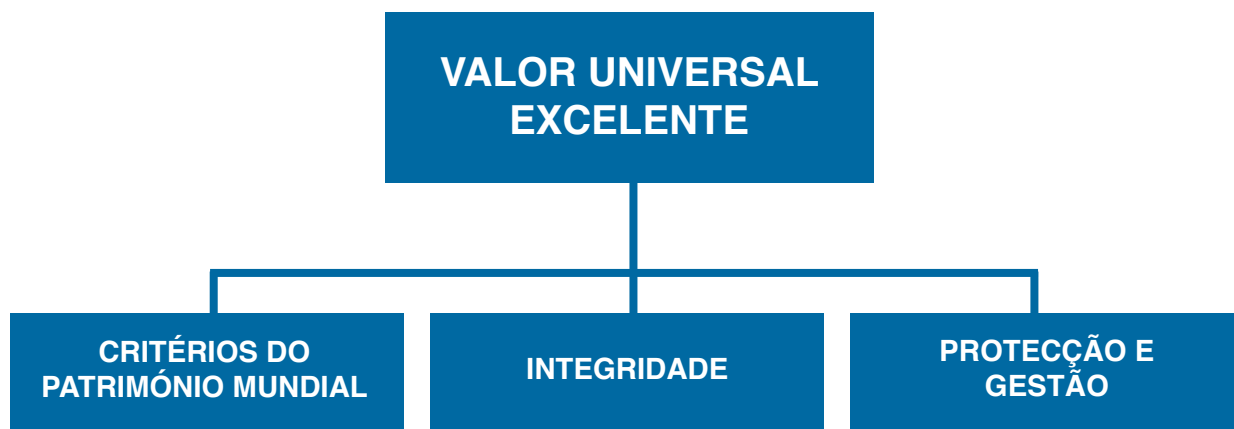 VALOR UNIVERSAL
EXCELENTE
CRITÉRIOS DO
PATRIMÓNIO MUNDIAL
INTEGRIDADE
PROTECÇÃO E
GESTÃO